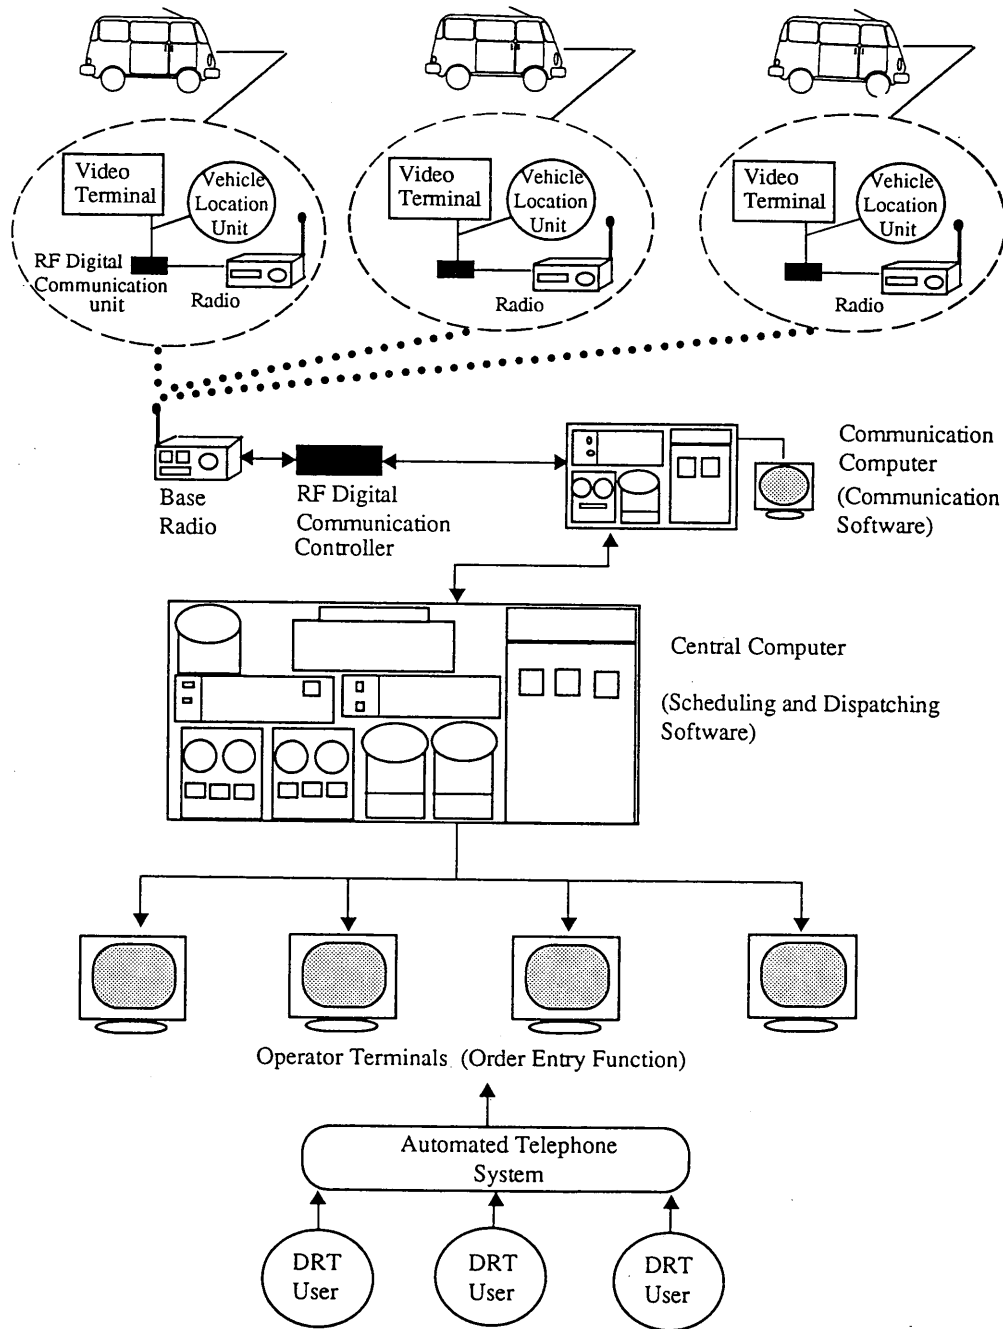 Video
Terminal
Vehicle
Location
Unit
RF Digital
Communication
unit
Radio
Video
Terminal
Vehicle
Location
Unit
Radio
Video
Terminal
Vehicle
Location
Unit
Radio
Base
Radio
RF Digital
Communication
Controller
Communication
Computer
(Communication
Software)
Central Computer
(Scheduling and Dispatching
Software)
Operator Terminals (Order Entry Function)
Automated Telephone
System
DRT
User
DRT
User
DRT
User